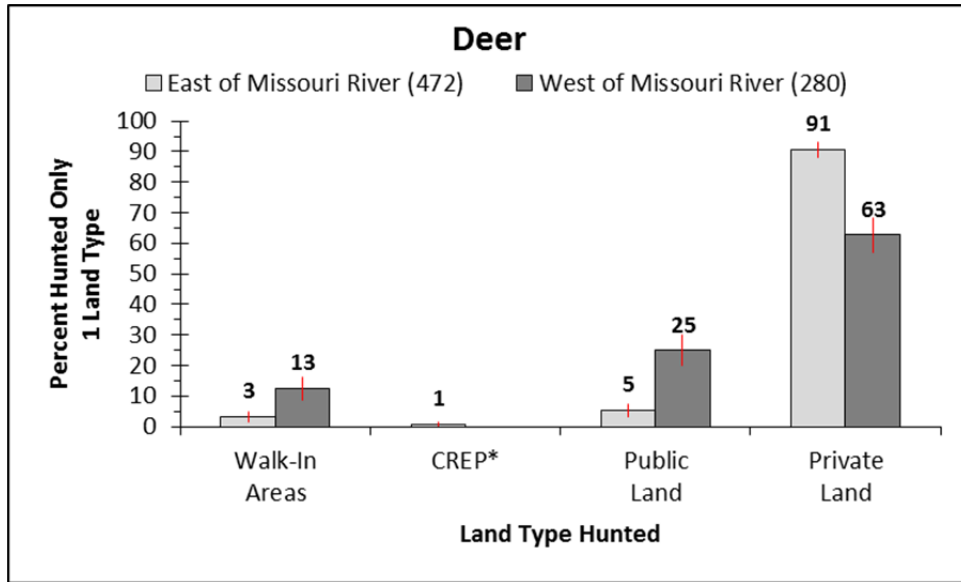 Deer
East of Missouri River (472) West of Missouri River (280)
Percent Hunted Only
1 Land Type
100
90
80
70
60
50
40
30
20
10
0
3
13
1
5
25
91
63
Walk-In
Areas
CREP*
Public
Land
Private
Land
Land Type Hunted